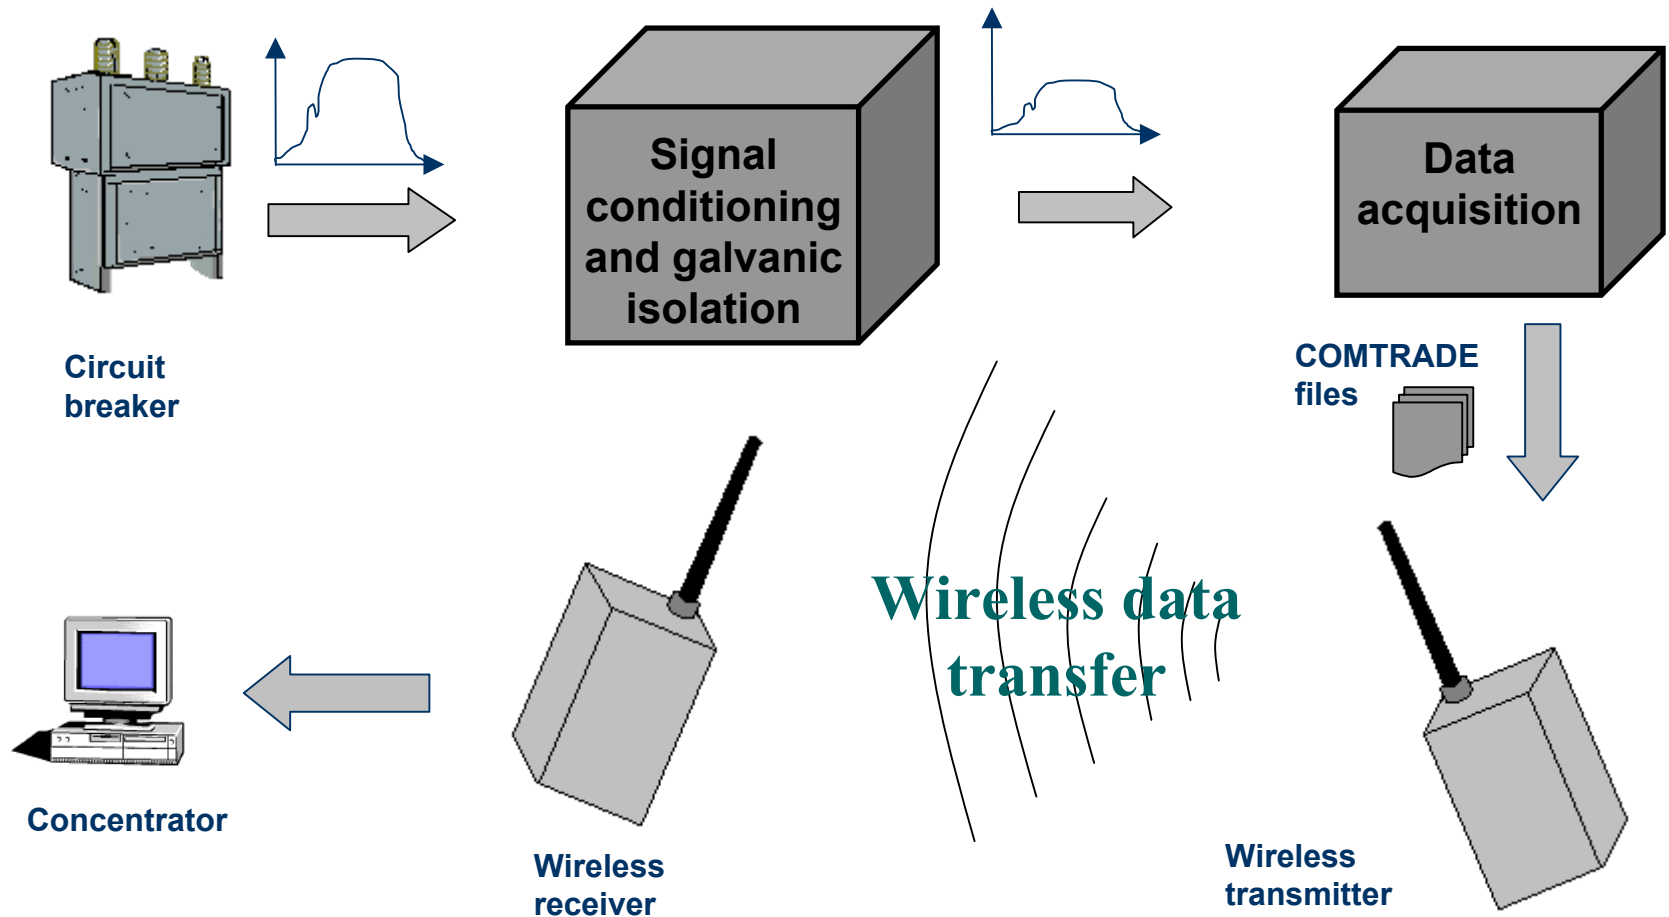 Signal
conditioning
and galvanic
isolation
Data
acquisition
Circuit
breaker
COMTRADE
files
Wireless data
transfer
Concentrator
Wireless
receiver
Wireless
transmitter